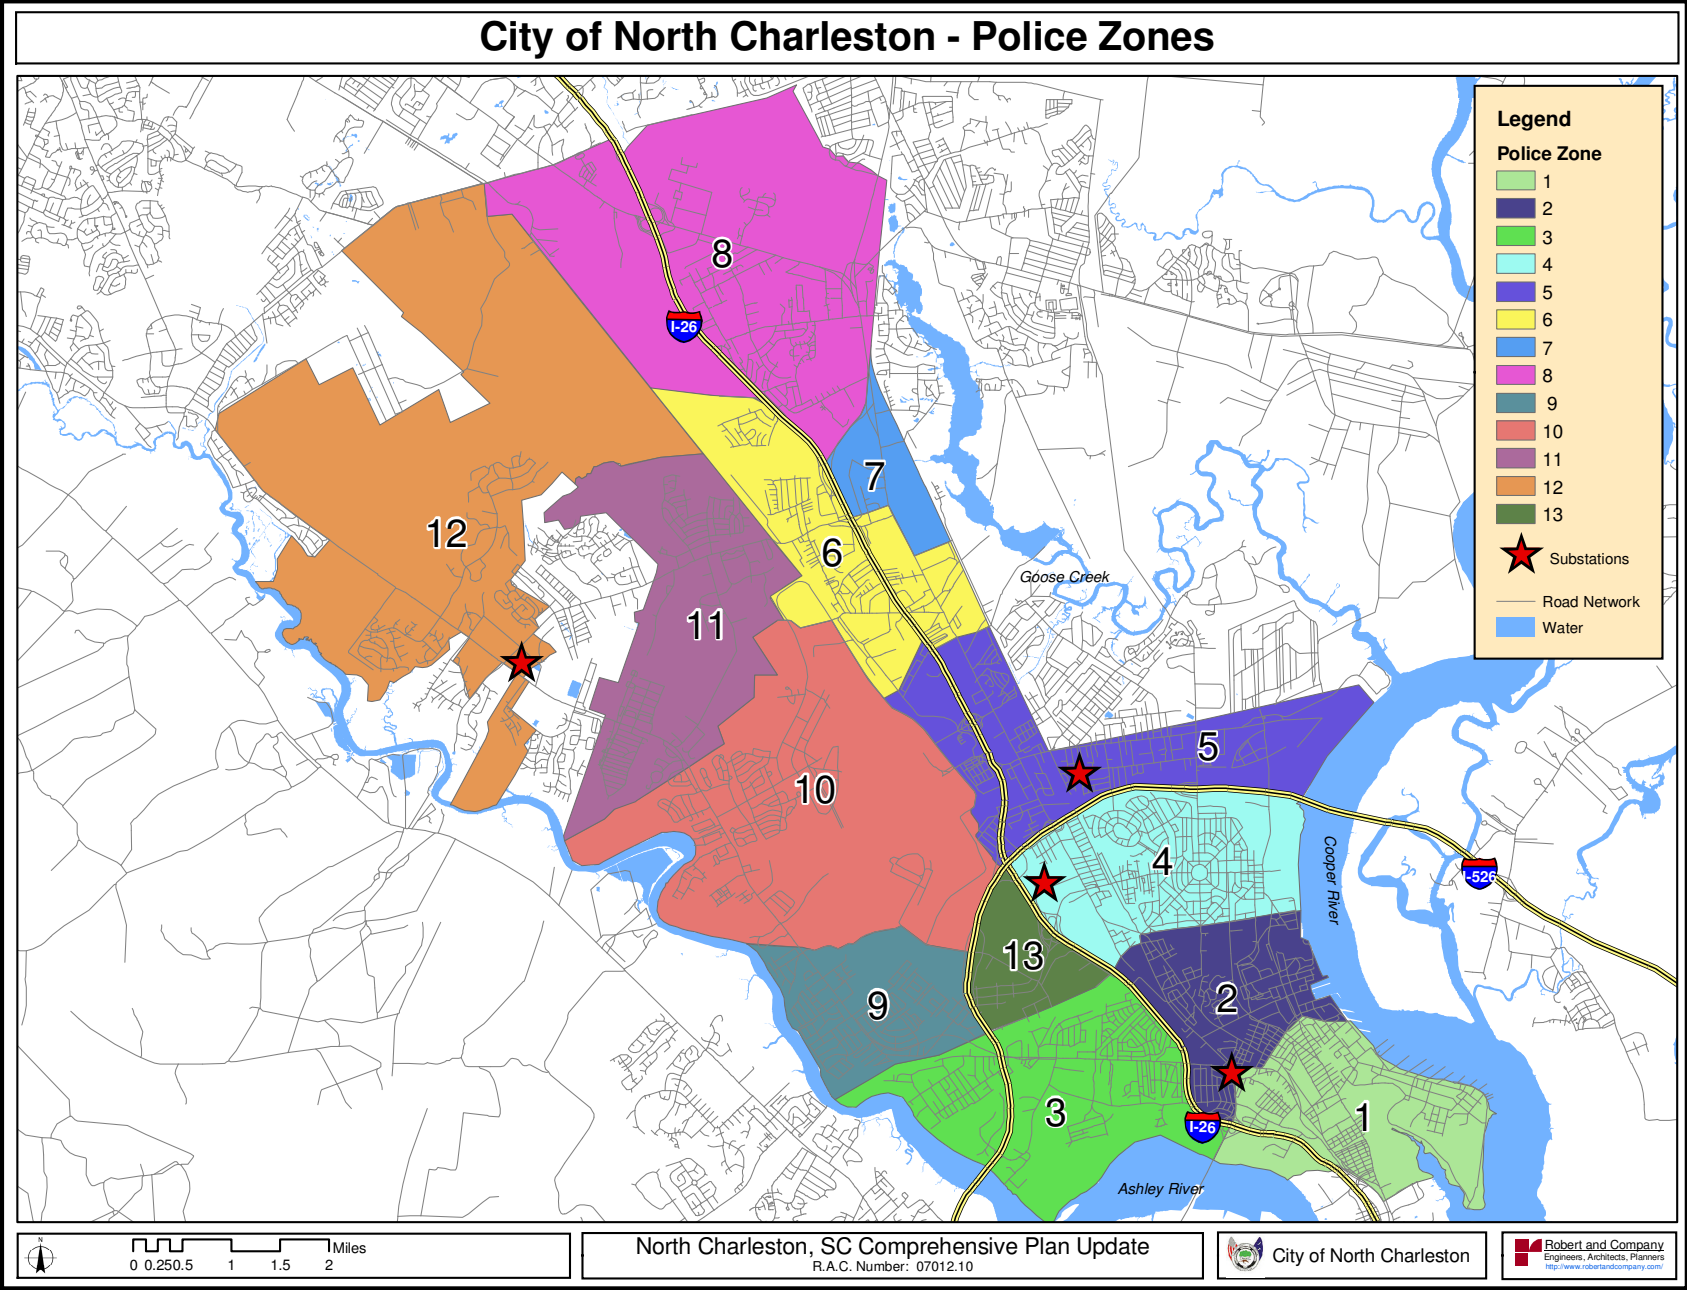 City of North Charleston - Police Zones
Legend
Police Zone
1
2
3
4
5
6
7
8
9
10
11
12
13
Substations
Road Network
Water
8
I-26
7
12
6
Goose Creek
11
5
10
4
Cooper River
-526
13
2
9
3
1
I-26
Ashley River
N
Miles
0 0.25 0.5 1 1.5 2
North Charleston, SC Comprehensive Plan Update
R.A.C. Number: 07012.10
City of North Charleston
Robert and Company
Engineers, Architects, Planners
http://www.robertandcompany.com/